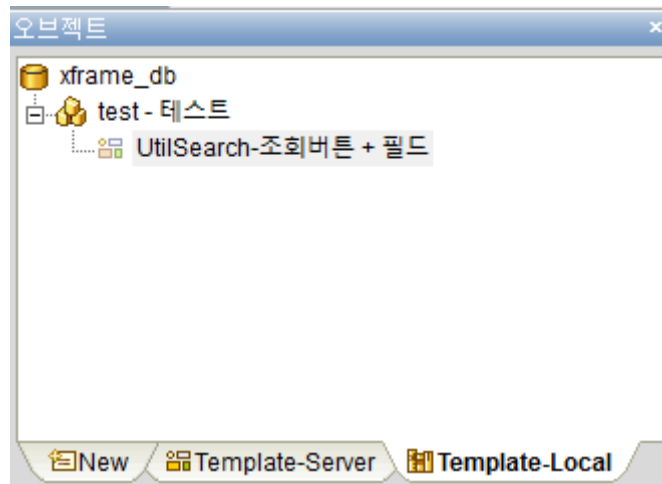 오브젝트
xframe_db
test - 테스트
UtilSearch-조회버튼 + 필드
New Template-Server Template-Local